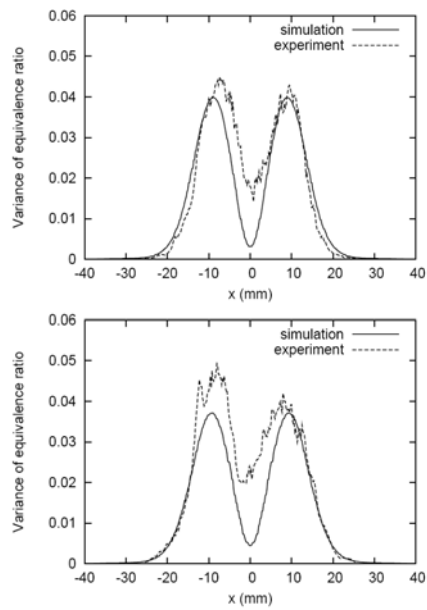 0.06
simulation
experiment
0.05
0.04
0.03
0.02
0.01
0
Variance of equivalence ratio
-40 -30 -20 -10 0 10 20 30 40
x (mm)
0.06
simulation
experiment
0.05
0.04
0.03
0.02
0.01
0
Variance of equivalence ratio
-40 -30 -20 -10 0 10 20 30 40
x (mm)